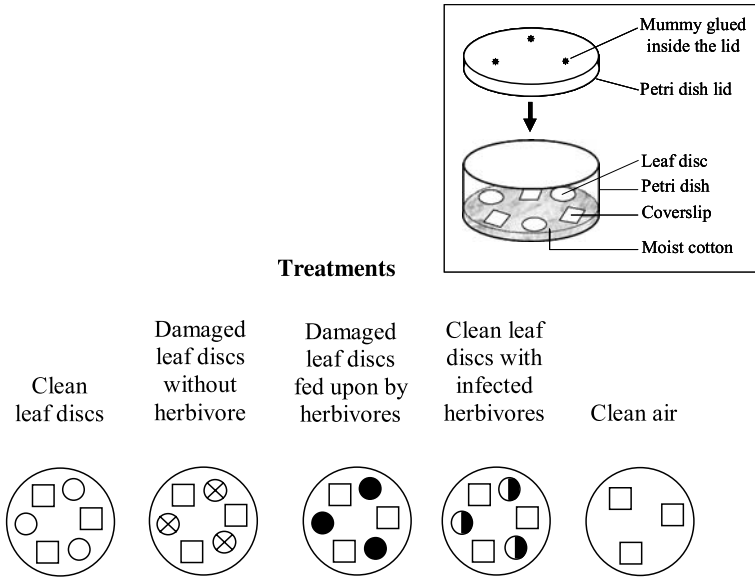 Mummy glued
inside the lid
Petri dish lid
Leaf disc
Petri dish
Coverslip
Moist cotton
Treatments
Clean
leaf discs
Damaged
leaf discs
without
herbivore
Damaged
leaf discs
fed upon by
herbivores
Clean leaf
discs with
infected
herbivores
Clean air